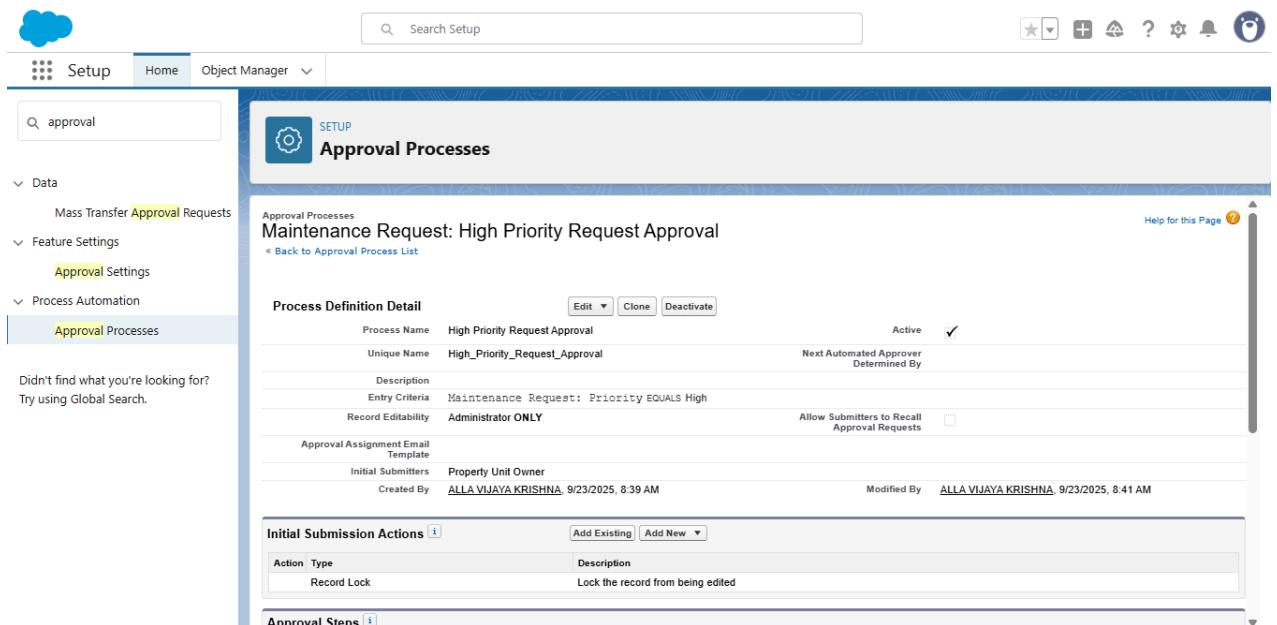 Search Setup
Setup
Home
Object Manager
approval
Data
Mass Transfer Approval Requests
Feature Settings
Approval Settings
Process Automation
Approval Processes
Didn't find what you're looking for?
Try using Global Search.
SETUP
Approval Processes
Approval Processes
Maintenance Request: High Priority Request Approval
« Back to Approval Process List
Help for this Page ?
Process Definition Detail
Edit ▼ Clone Deactivate
Process Name High Priority Request Approval Active ✓
Unique Name High_Priority_Request_Approval Next Automated Approver
Determined By
Description
Entry Criteria Maintenance Request: Priority EQUALS High
Record Editability Administrator ONLY Allow Submitters to Recall
Approval Requests
Approval Assignment Email
Template
Initial Submitters Property Unit Owner
Created By ALLA VIJAYA KRISHNA, 9/23/2025, 8:39 AM Modified By ALLA VIJAYA KRISHNA, 9/23/2025, 8:41 AM
Initial Submission Actions i Add Existing Add New ▼
Action Type Description
Record Lock Lock the record from being edited
Approval Steps i